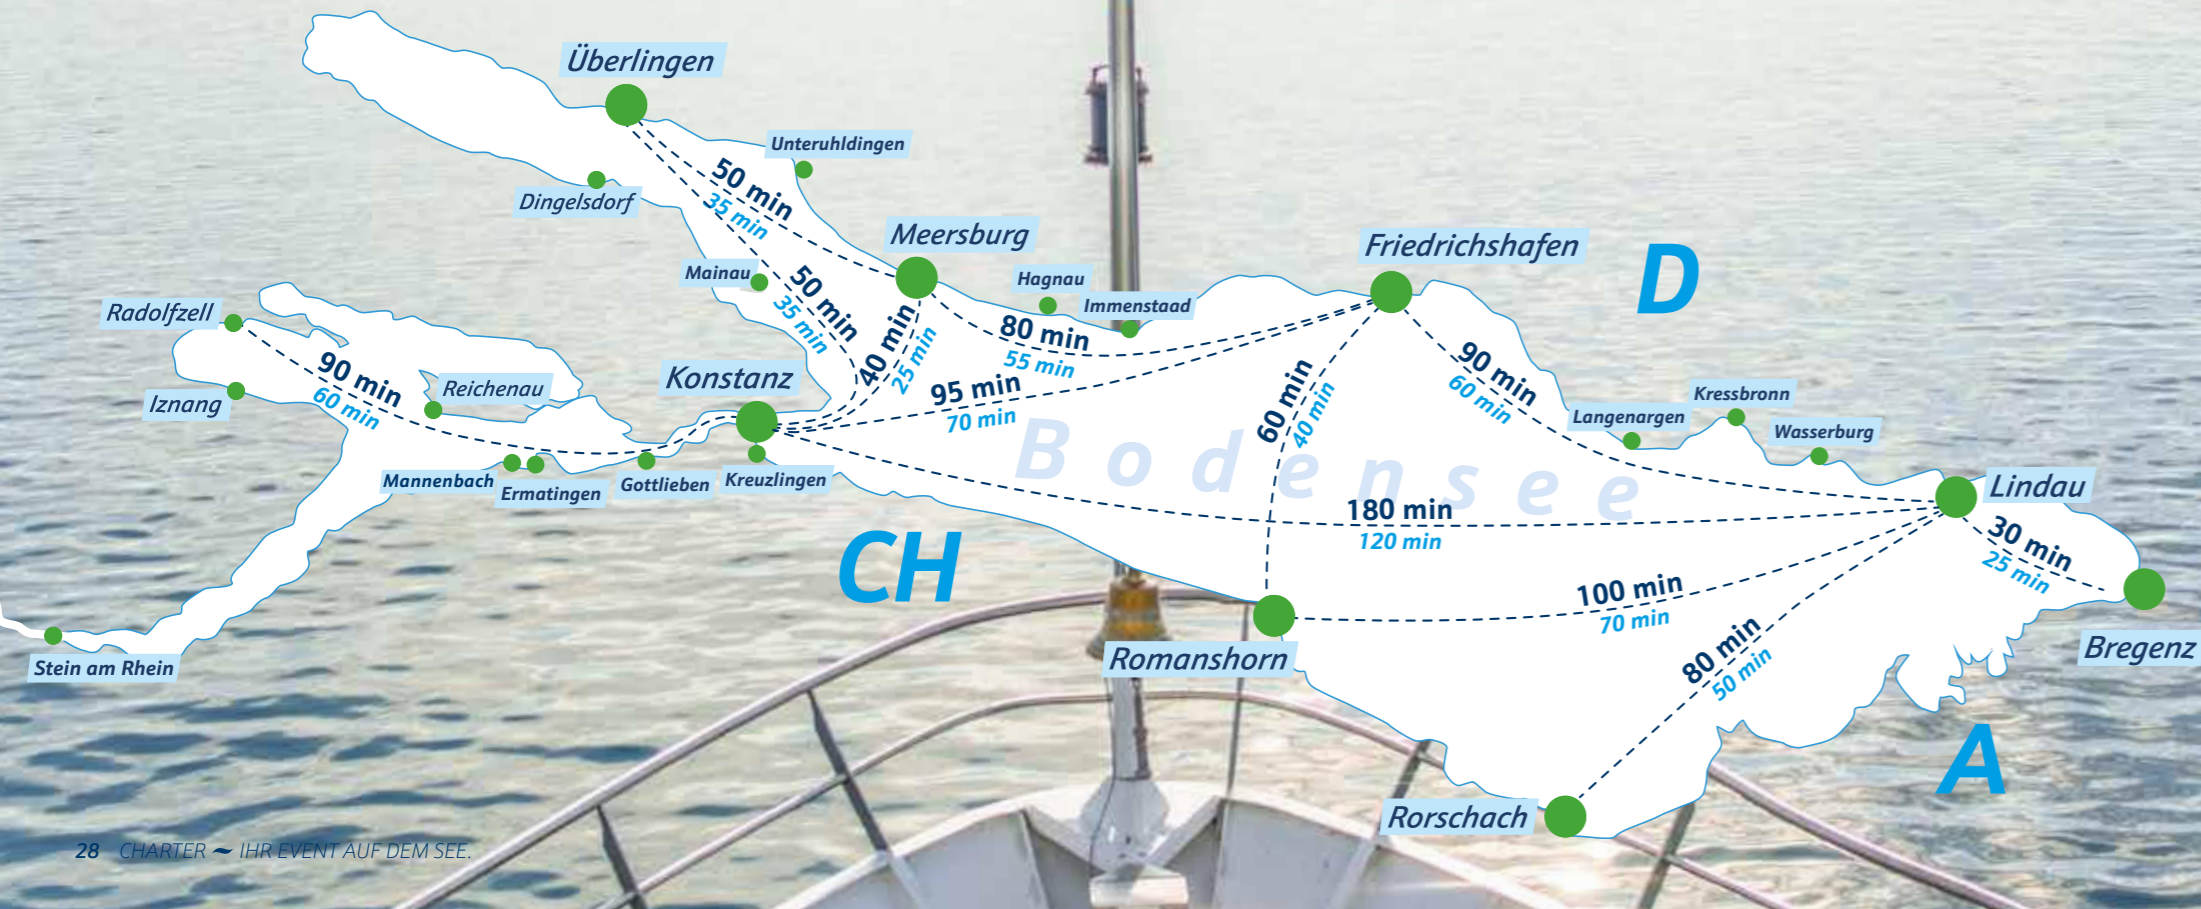 Überlingen
Unteruhldingen
50 min
35 min
Dingelsdorf
Meersburg
Friedrichshafen
D
Mainau
50 min
35 min
Hagnau
Immenstaad
Radolfzell
40 min
25 min
80 min
55 min
90 min
60 min
Konstanz
95 min
70 min
60 min
40 min
90 min
60 min
Reichenau
Iznang
Kressbronn
Langenargen
Wasserburg
Bodensee
Mannenbach
Ermatingen
Gottlieben
Kreuzlingen
Lindau
180 min
120 min
30 min
25 min
CH
100 min
70 min
80 min
50 min
Romanshorn
Bregenz
Stein am Rhein
A
Rorschach
28 CHARTER ~ IHR EVENT AUF DEM SEE.